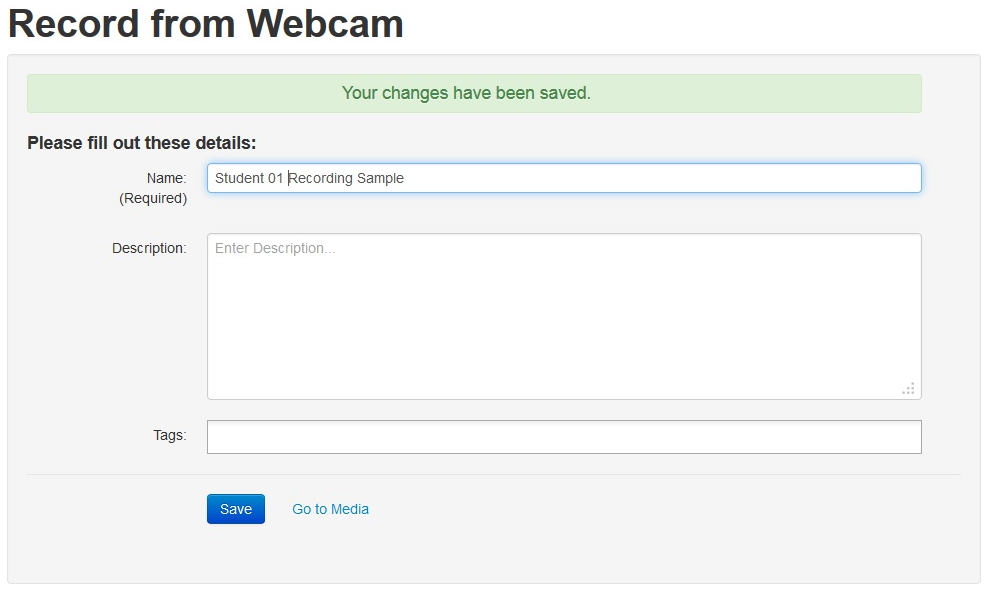 Record from Webcam
Your changes have been saved.
Please fill out these details:
Name:
Student 01 Recording Sample
(Required)
Description:
Enter Description...
Tags:
Save
Go to Media